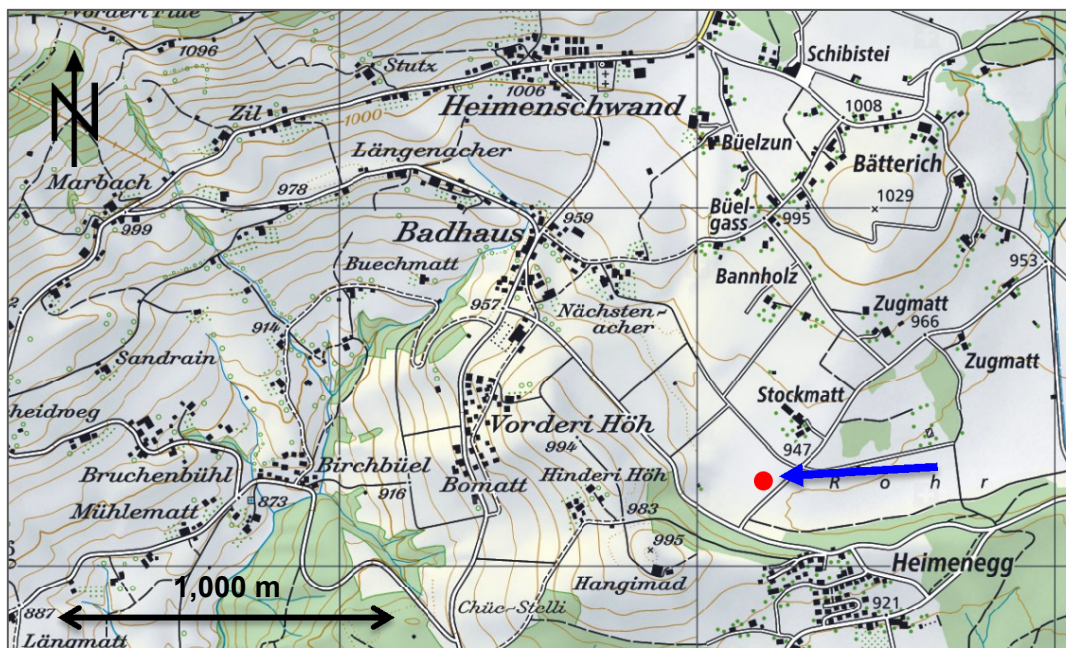 Vorderi Flue
1096
Stutz
1006
Schibistei
N
Zil
1000
Heimenschwand
1008
Büelzun
Bätterich
Längenacher
Marbach
978
1029
999
959
Büel-
gass
995
Badhaus
953
Buechmatt
Bannholz
957
Nächsten-
acher
Zugmatt
966
914
Sandrain
Zugmatt
Stockmatt
heidweg
Vorderi Höh
994
947
Bruchenbühl
Birchbüel
Hinderi Höh
Rohr
916
Bomatt
873
983
Mühlematt
995
Heimenegg
1,000 m
Hangimad
921
887
Längmatt